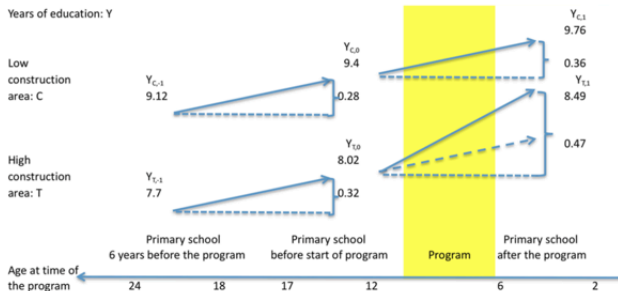 Years of education: Y
Y_C,1
9.76
Low
construction
area: C
Y_C,-1
9.12
Y_C,0
9.4
0.28
0.36
Y_T,1
8.49
High
construction
area: T
Y_T,-1
7.7
Y_T,0
8.02
0.32
0.47
Primary school
6 years before the program
Primary school
before start of program
Program
Primary school
after the program
Age at time of
the program
24 18 17 12 6 2